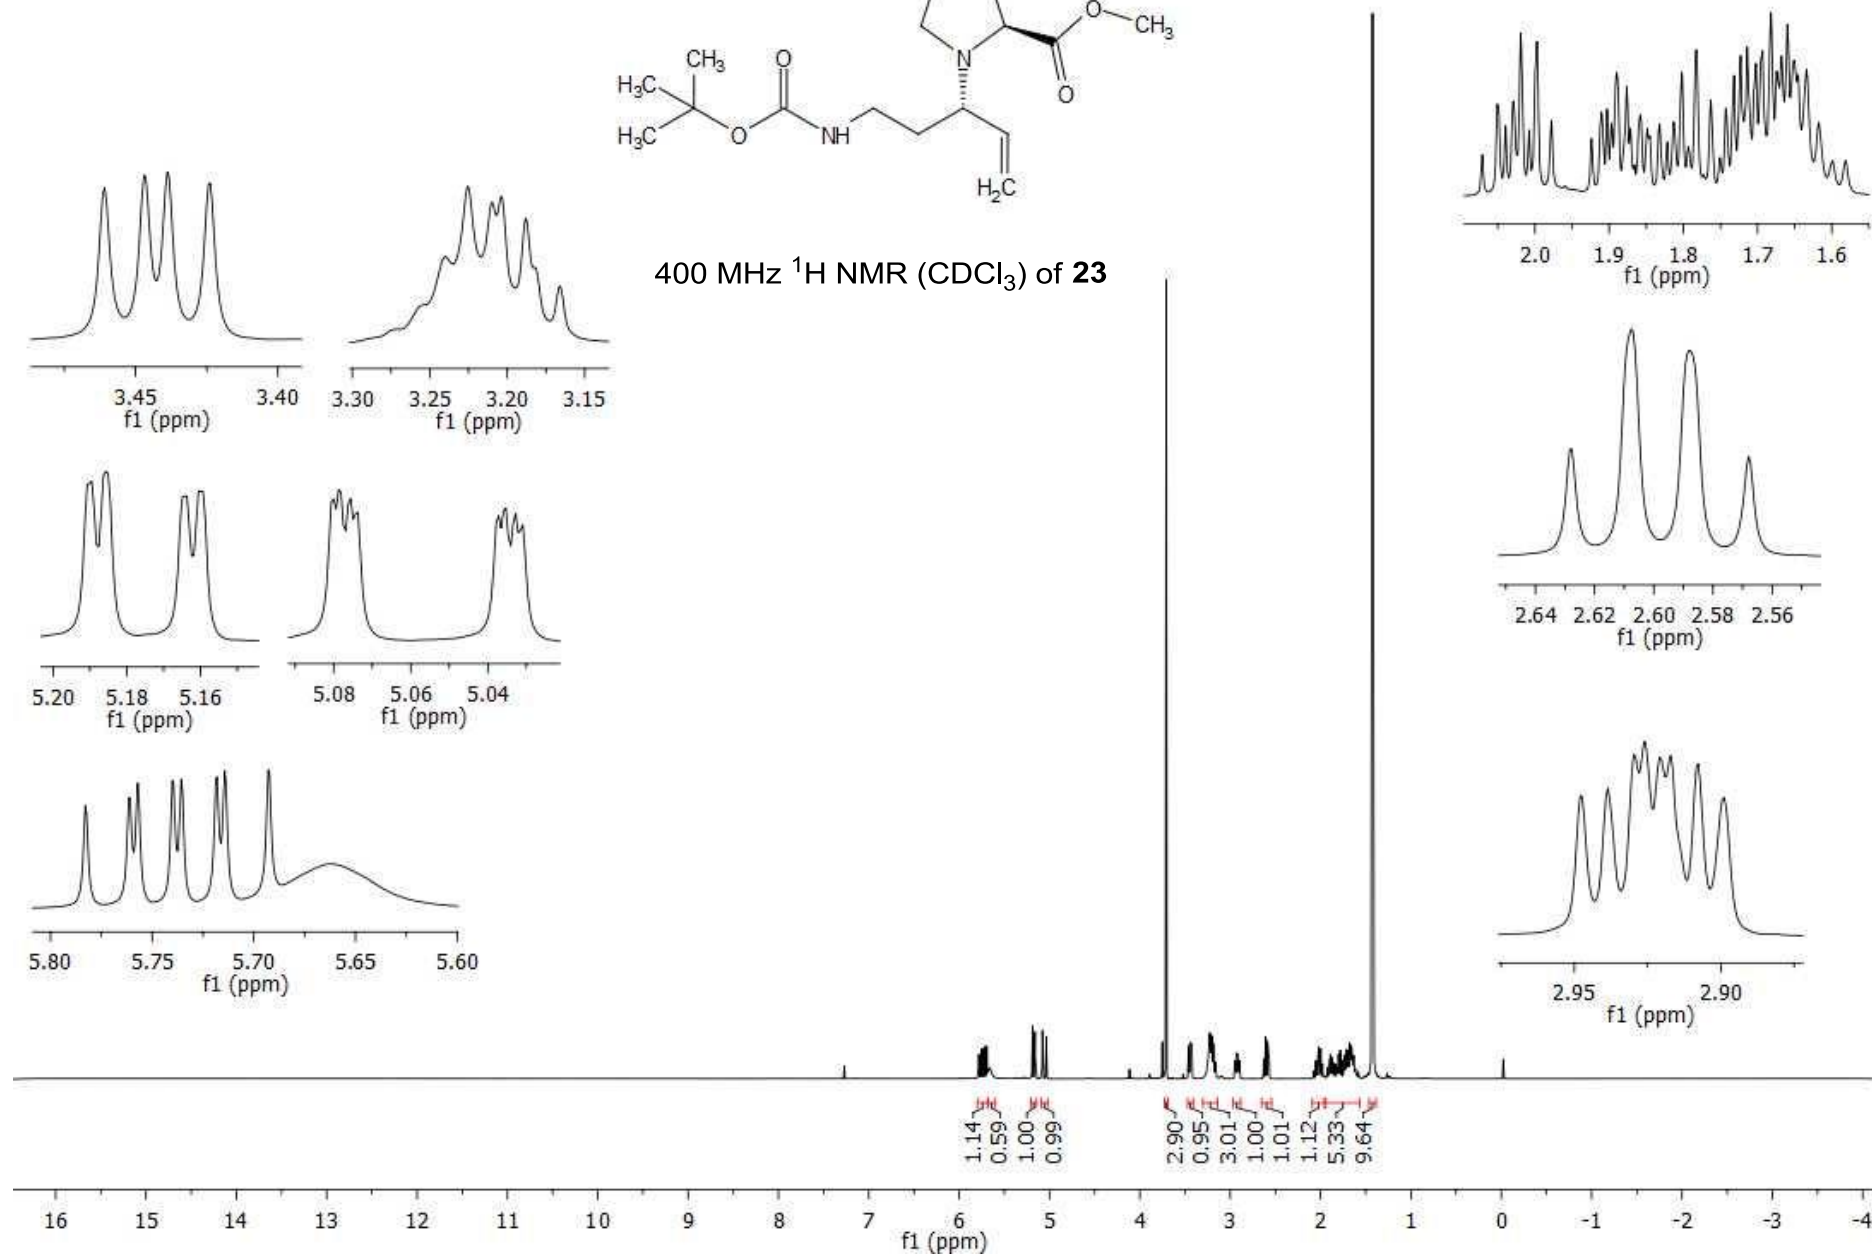 O
CH3
O
N
CH3
O
H3C
H3C
O
NH
H2C
400 MHz 1H NMR (CDCl3) of 23
3.45 3.40
f1 (ppm)
3.30 3.25 3.20 3.15
f1 (ppm)
2.0 1.9 1.8 1.7 1.6
f1 (ppm)
5.20 5.18 5.16
f1 (ppm)
5.08 5.06 5.04
f1 (ppm)
2.64 2.62 2.60 2.58 2.56
f1 (ppm)
5.80 5.75 5.70 5.65 5.60
f1 (ppm)
2.95 2.90
f1 (ppm)
1.14
0.59
1.00
0.99
2.90
0.95
3.01
1.00
1.01
1.12
5.33
9.64
16 15 14 13 12 11 10 9 8 7 6 5 4 3 2 1 0 -1 -2 -3 -4
f1 (ppm)